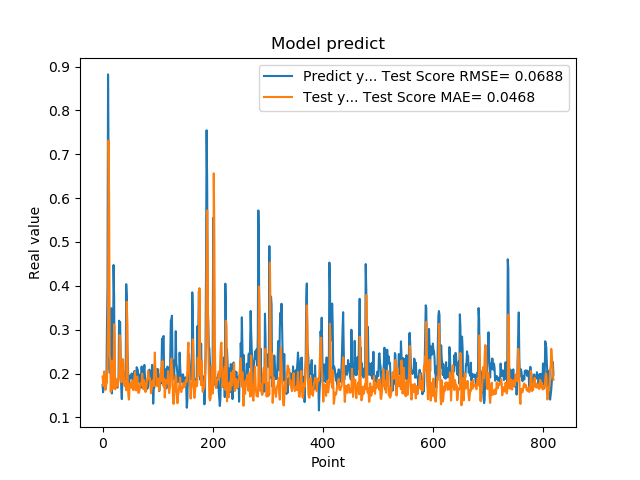 Model predict
Predict y... Test Score RMSE= 0.0688
Test y... Test Score MAE= 0.0468
Real value
0.9
0.8
0.7
0.6
0.5
0.4
0.3
0.2
0.1
0
200
400
600
800
Point